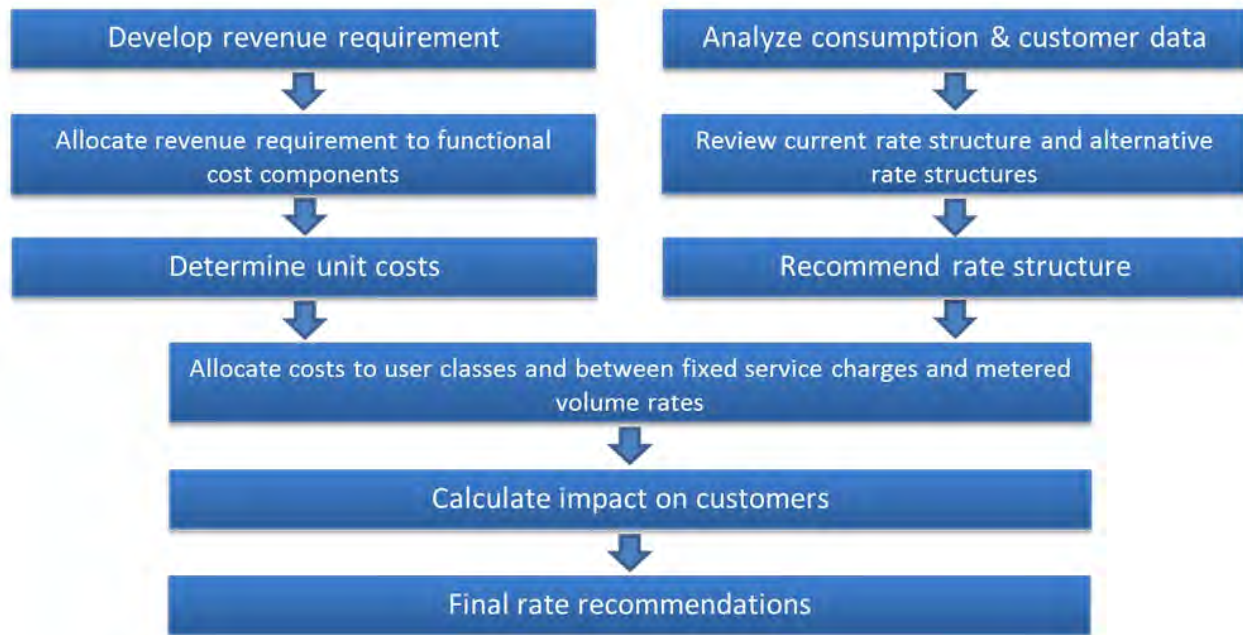 Develop revenue requirement
Analyze consumption & customer data
Allocate revenue requirement to functional
cost components
Review current rate structure and alternative
rate structures
Determine unit costs
Recommend rate structure
Allocate costs to user classes and between fixed service charges and metered
volume rates
Calculate impact on customers
Final rate recommendations